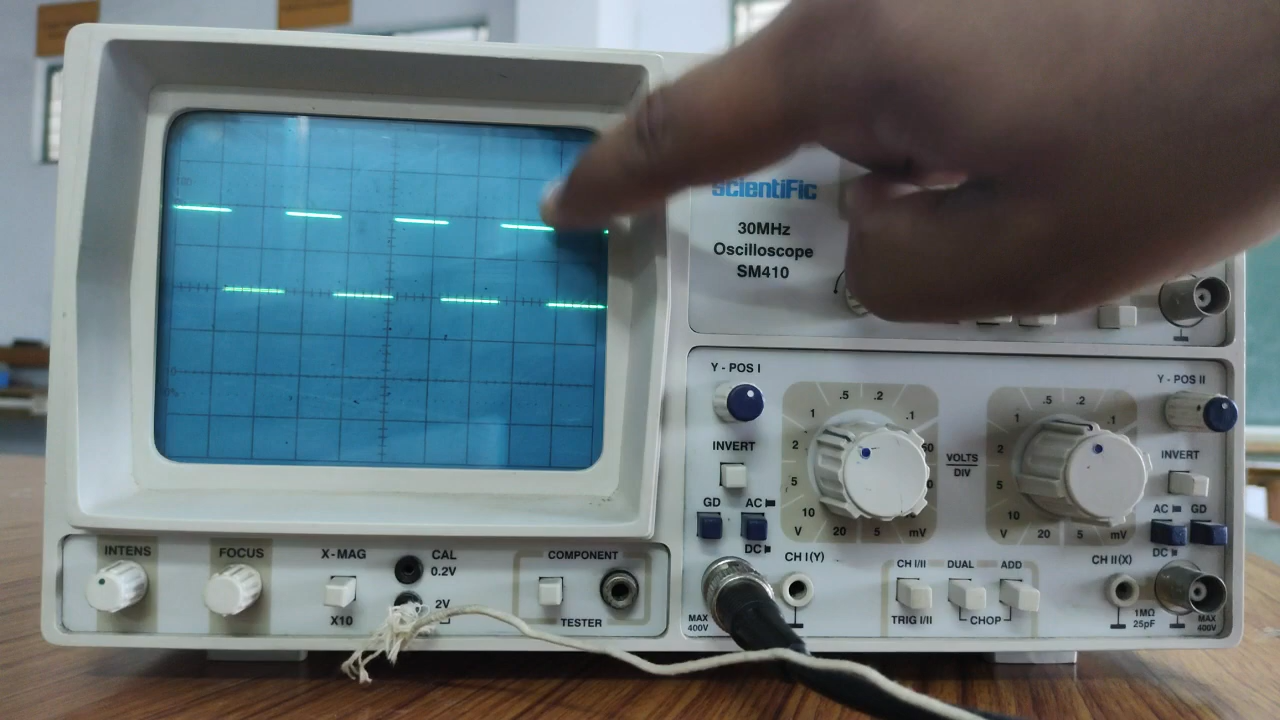 scientific
30MHz
Oscilloscope
SM410
Y - POS I
Y - POS II
.5 .2
1 .1
2
5
10
V 20 5 mV
VOLTS
DIV
.5 .2
1 .1
2
5
10
V 20 5 mV
INVERT
INVERT
GD AC
DC
AC GD
DC
CH I (Y)
CH I/II DUAL ADD
TRIG I/II CHOP
CH II (X)
MAX
400V
1MΩ
25pF
MAX
400V
INTENS
FOCUS
X-MAG
X10
CAL
0.2V
2V
COMPONENT
TESTER